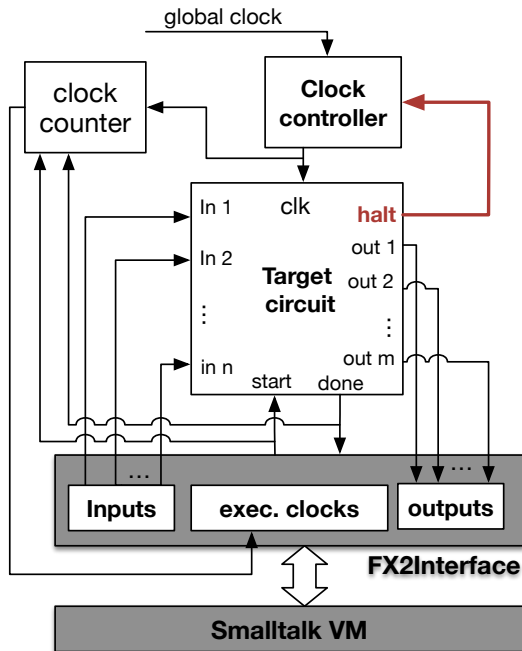 global clock
clock
counter
Clock
controller
In 1
clk
halt
out 1
In 2
out 2
Target
circuit
⋮
⋮
in n
out m
start
done
...
...
Inputs
exec. clocks
outputs
FX2Interface
Smalltalk VM